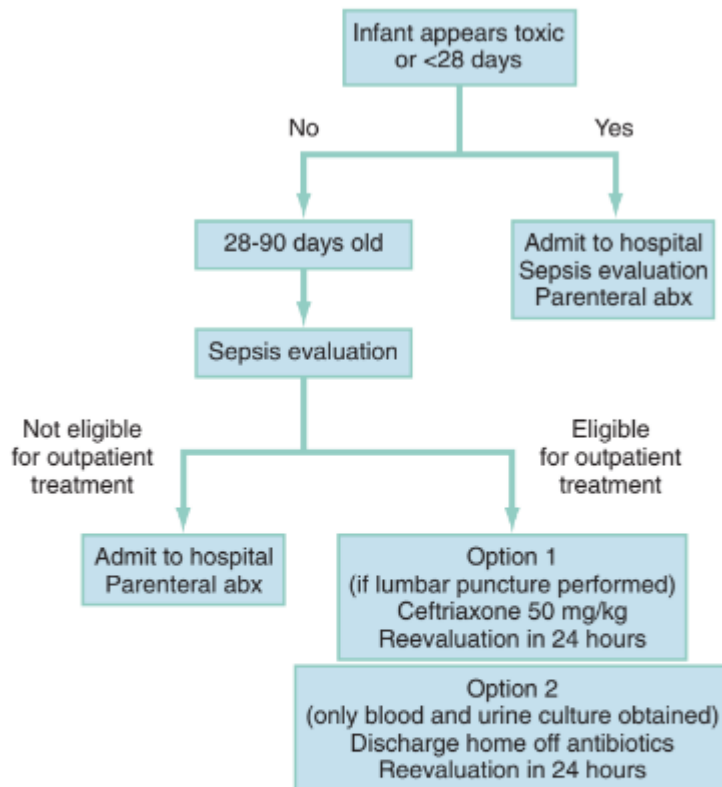 Infant appears toxic
or <28 days
No
Yes
28-90 days old
Admit to hospital
Sepsis evaluation
Parenteral abx
Sepsis evaluation
Not eligible
for outpatient
treatment
Eligible
for outpatient
treatment
Admit to hospital
Parenteral abx
Option 1
(if lumbar puncture performed)
Ceftriaxone 50 mg/kg
Reevaluation in 24 hours
Option 2
(only blood and urine culture obtained)
Discharge home off antibiotics
Reevaluation in 24 hours